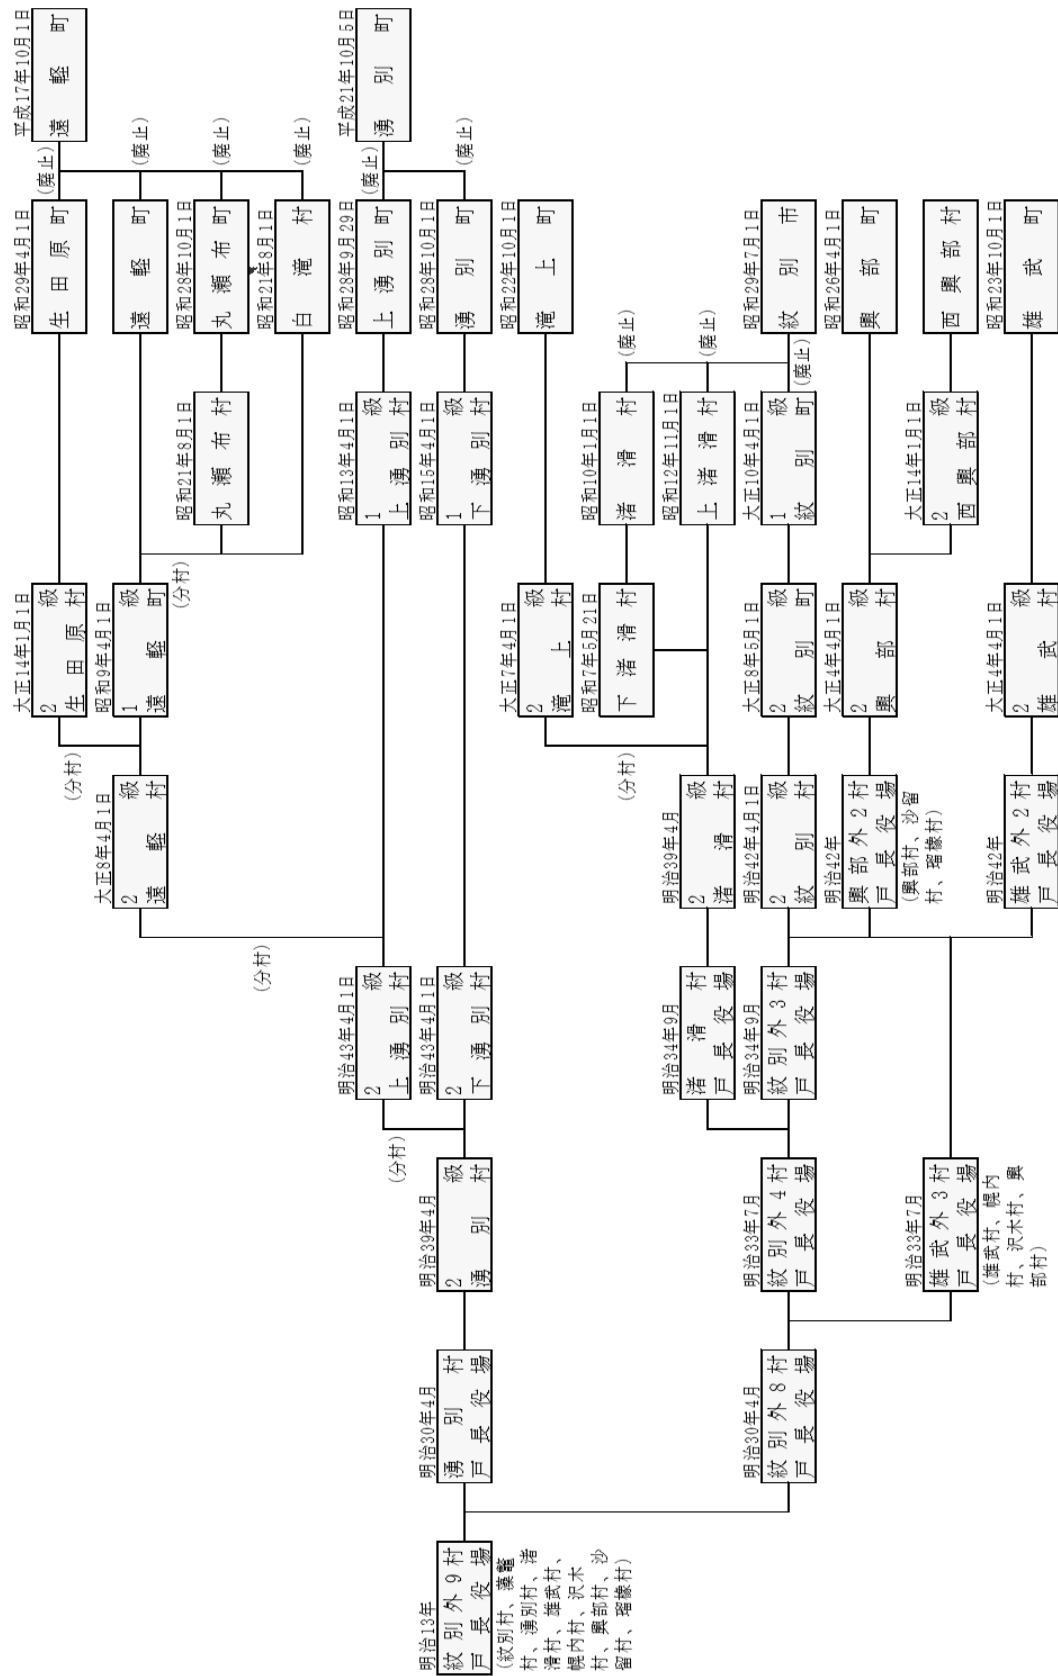 明治13年
紋別外9村
戸長役場
(紋別村、藻鼈
村、湧別村、渚
滑村、雄武村、
幌内村、沢木
村、興部村、沙
留村、瑠橡村)
明治30年4月
湧別村
戸長役場
明治30年4月
紋別外8村
戸長役場
明治39年4月
2級
湧別村
明治33年7月
紋別外4村
戸長役場
明治33年7月
雄武外3村
戸長役場
(雄武村、幌内
村、沢木村、興
部村)
(分村)
明治43年4月1日
2級
上湧別村
明治43年4月1日
2級
下湧別村
明治34年9月
渚滑村
戸長役場
明治34年9月
紋別外3村
戸長役場
(分村)
大正8年4月1日
2級
遠軽村
明治39年4月
2級
渚滑村
明治42年4月1日
2級
紋別村
明治42年
興部外2村
戸長役場
(興部村、沙留
村、瑠橡村)
明治42年
雄武外2村
戸長役場
(分村)
(分村)
大正14年1月1日
2級
生田原村
昭和9年4月1日
1級
遠軽町
(分村)
大正7年4月1日
2級
滝上村
昭和7年5月21日
下渚滑村
大正8年5月1日
2級
紋別町
大正4年4月1日
2級
興部村
大正4年4月1日
2級
雄武村
昭和21年8月1日
丸瀬布村
昭和13年4月1日
1級
上湧別村
昭和15年4月1日
1級
下湧別村
昭和10年1月1日
渚滑村
昭和12年11月1日
上渚滑村
大正10年4月1日
1級
紋別町
大正14年1月1日
2級
西興部村
(廃止)
(廃止)
(廃止)
昭和29年4月1日
生田原町
遠軽町
昭和28年10月1日
丸瀬布町
昭和21年8月1日
白滝村
昭和28年9月29日
上湧別町
昭和28年10月1日
湧別町
昭和22年10月1日
滝上町
昭和29年7月1日
紋別市
昭和26年4月1日
興部町
西興部村
昭和23年10月1日
雄武町
(廃止)
(廃止)
(廃止)
(廃止)
(廃止)
(廃止)
平成17年10月1日
遠軽町
平成21年10月5日
湧別町